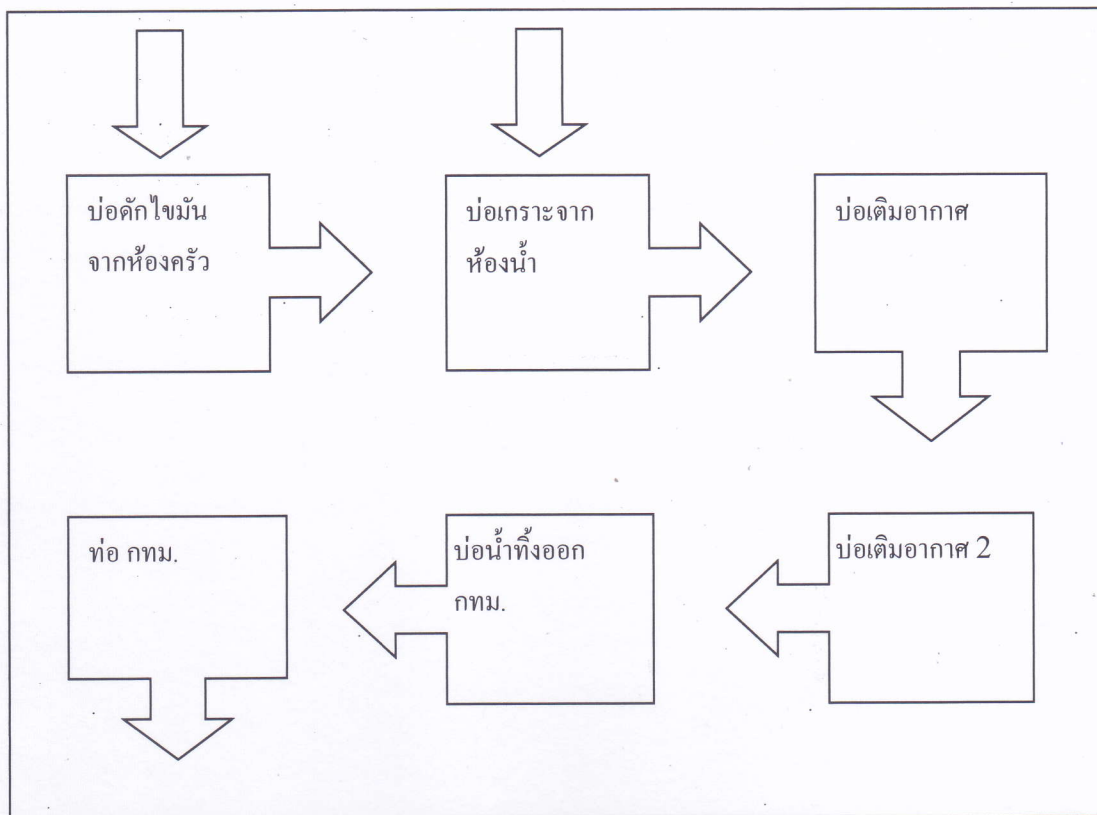 บ่อดักไขมัน
จากห้องครัว
บ่อเกราะจาก
ห้องน้ำ
บ่อเติมอากาศ
ท่อ กทม.
บ่อน้ำทิ้งออก
กทม.
บ่อเติมอากาศ 2